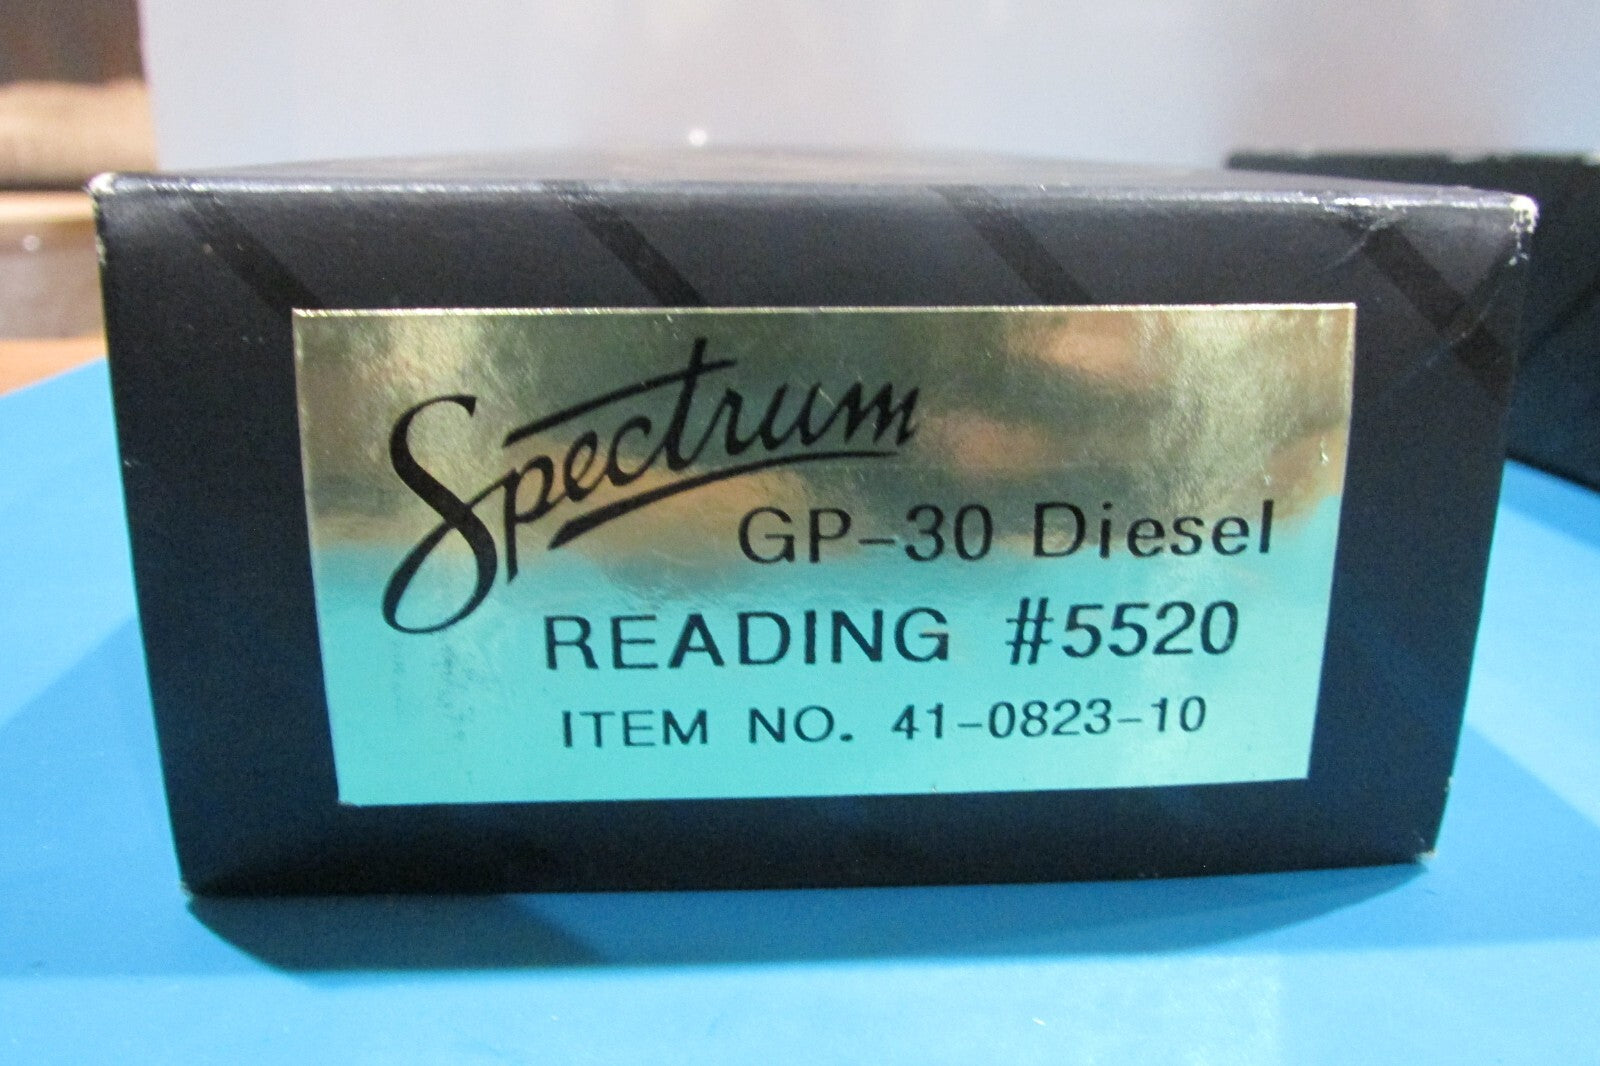 Spectrum
GP-30 Diesel
READING #5520
ITEM NO. 41-0823-10